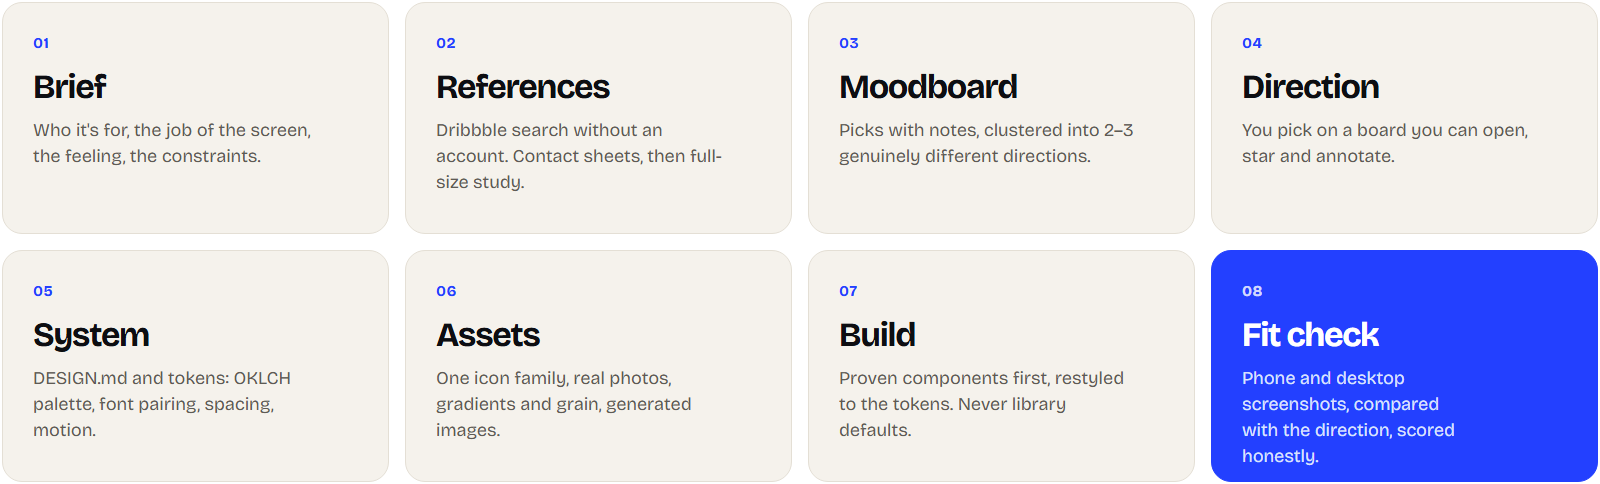 01
Brief
Who it's for, the job of the screen,
the feeling, the constraints.
02
References
Dribbble search without an
account. Contact sheets, then full-
size study.
03
Moodboard
Picks with notes, clustered into 2–3
genuinely different directions.
04
Direction
You pick on a board you can open,
star and annotate.
05
System
DESIGN.md and tokens: OKLCH
palette, font pairing, spacing,
motion.
06
Assets
One icon family, real photos,
gradients and grain, generated
images.
07
Build
Proven components first, restyled
to the tokens. Never library
defaults.
08
Fit check
Phone and desktop
screenshots, compared
with the direction, scored
honestly.